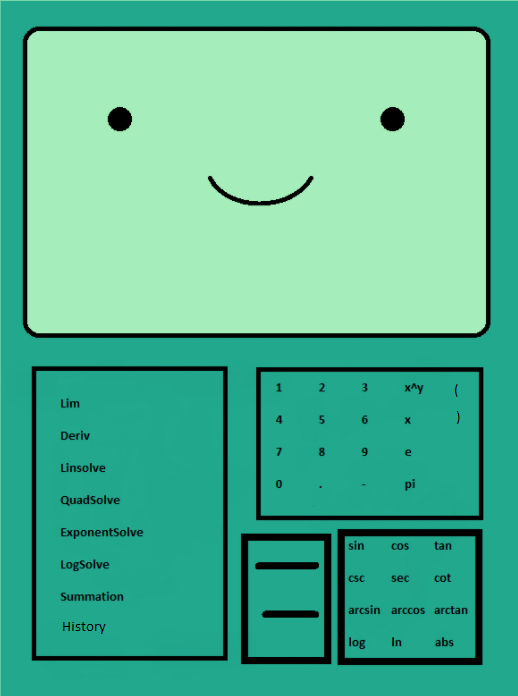 Lim
Deriv
Linsolve
QuadSolve
ExponentSolve
LogSolve
Summation
History
1 2 3 x^y (
4 5 6 x )
7 8 9 e
0 . - pi
sin cos tan
csc sec cot
arcsin arccos arctan
log ln abs